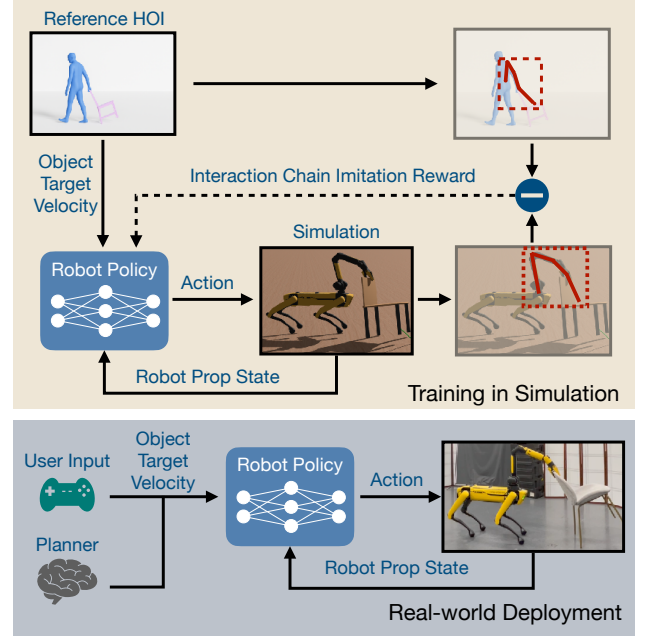 Reference HOI
Object
Target
Velocity
Interaction Chain Imitation Reward
Simulation
Robot Policy
Action
Robot Prop State
Training in Simulation
User Input
Object
Target
Velocity
Robot Policy
Action
Planner
Robot Prop State
Real-world Deployment